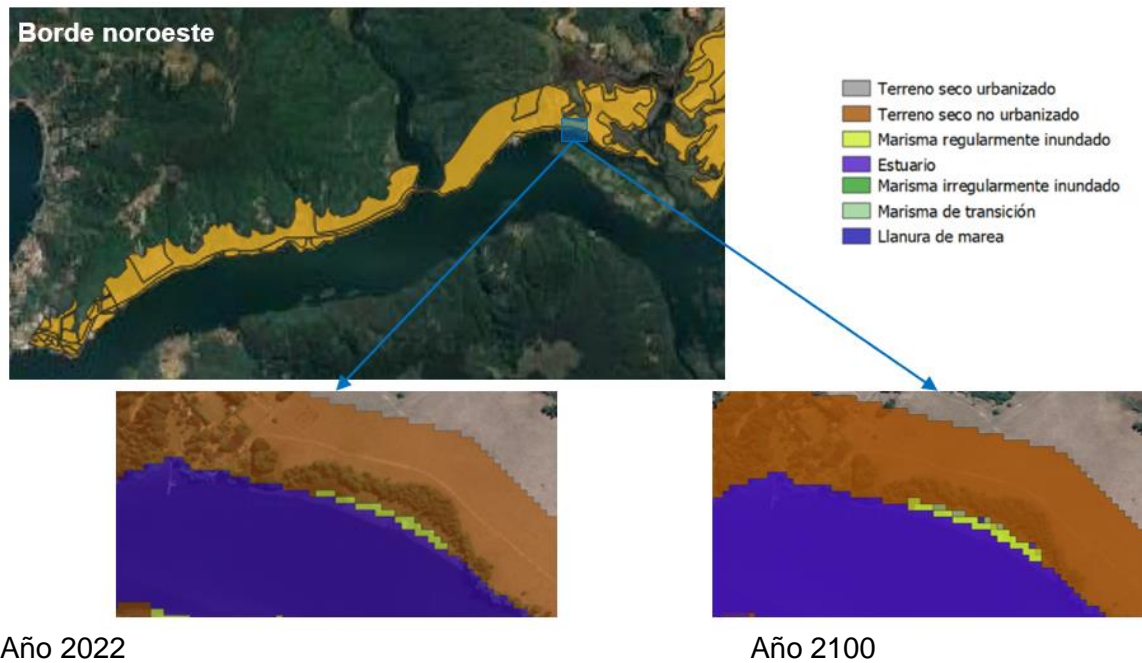 Borde noroeste
Terreno seco urbanizado
Terreno seco no urbanizado
Marisma regularmente inundado
Estuario
Marisma irregularmente inundado
Marisma de transición
Llanura de marea
Año 2022
Año 2100